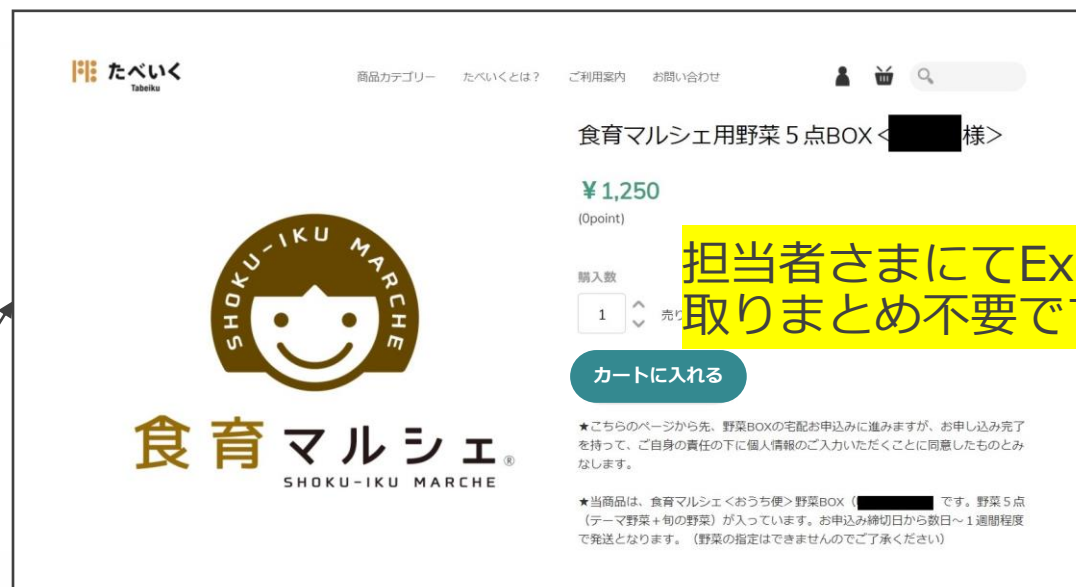 たべいく
Tabeiku
商品カテゴリー たべいくとは？ ご利用案内 お問い合わせ
食育マルシェ用野菜５点BOX＜ 様＞
¥1,250
(0point)
購入数
1
売り
担当者さまにてEx
取りまとめ不要で
カートに入れる
SHOKU-IKU MARCHE
食育マルシェ®
SHOKU-IKU MARCHE
★こちらのページから先、野菜BOXの宅配お申込みに進みますが、お申し込み完了
を持って、ご自身の責任の下に個人情報のご入力いただくことに同意したものとみ
なします。
★当商品は、食育マルシェ＜おうち便＞野菜BOX（ です。野菜５点
（テーマ野菜＋旬の野菜）が入っています。お申込み締切日から数日～１週間程度
で発送となります。（野菜の指定はできませんのでご了承ください）